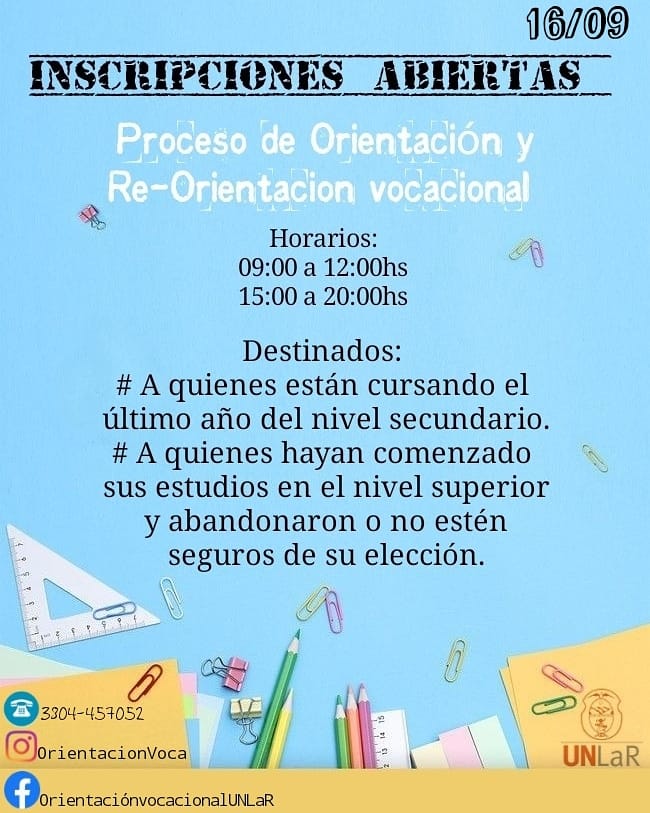 16/09
INSCRIPCIONES ABIERTAS
Proceso de Orientación y
Re-Orientacion vocacional
Horarios:
09:00 a 12:00hs
15:00 a 20:00hs
Destinados:
# A quienes están cursando el
último año del nivel secundario.
# A quienes hayan comenzado
sus estudios en el nivel superior
y abandonaron o no estén
seguros de su elección.
3804-457052
OrientacionVoca
UNLaR
OrientaciónvocacionalUNLaR